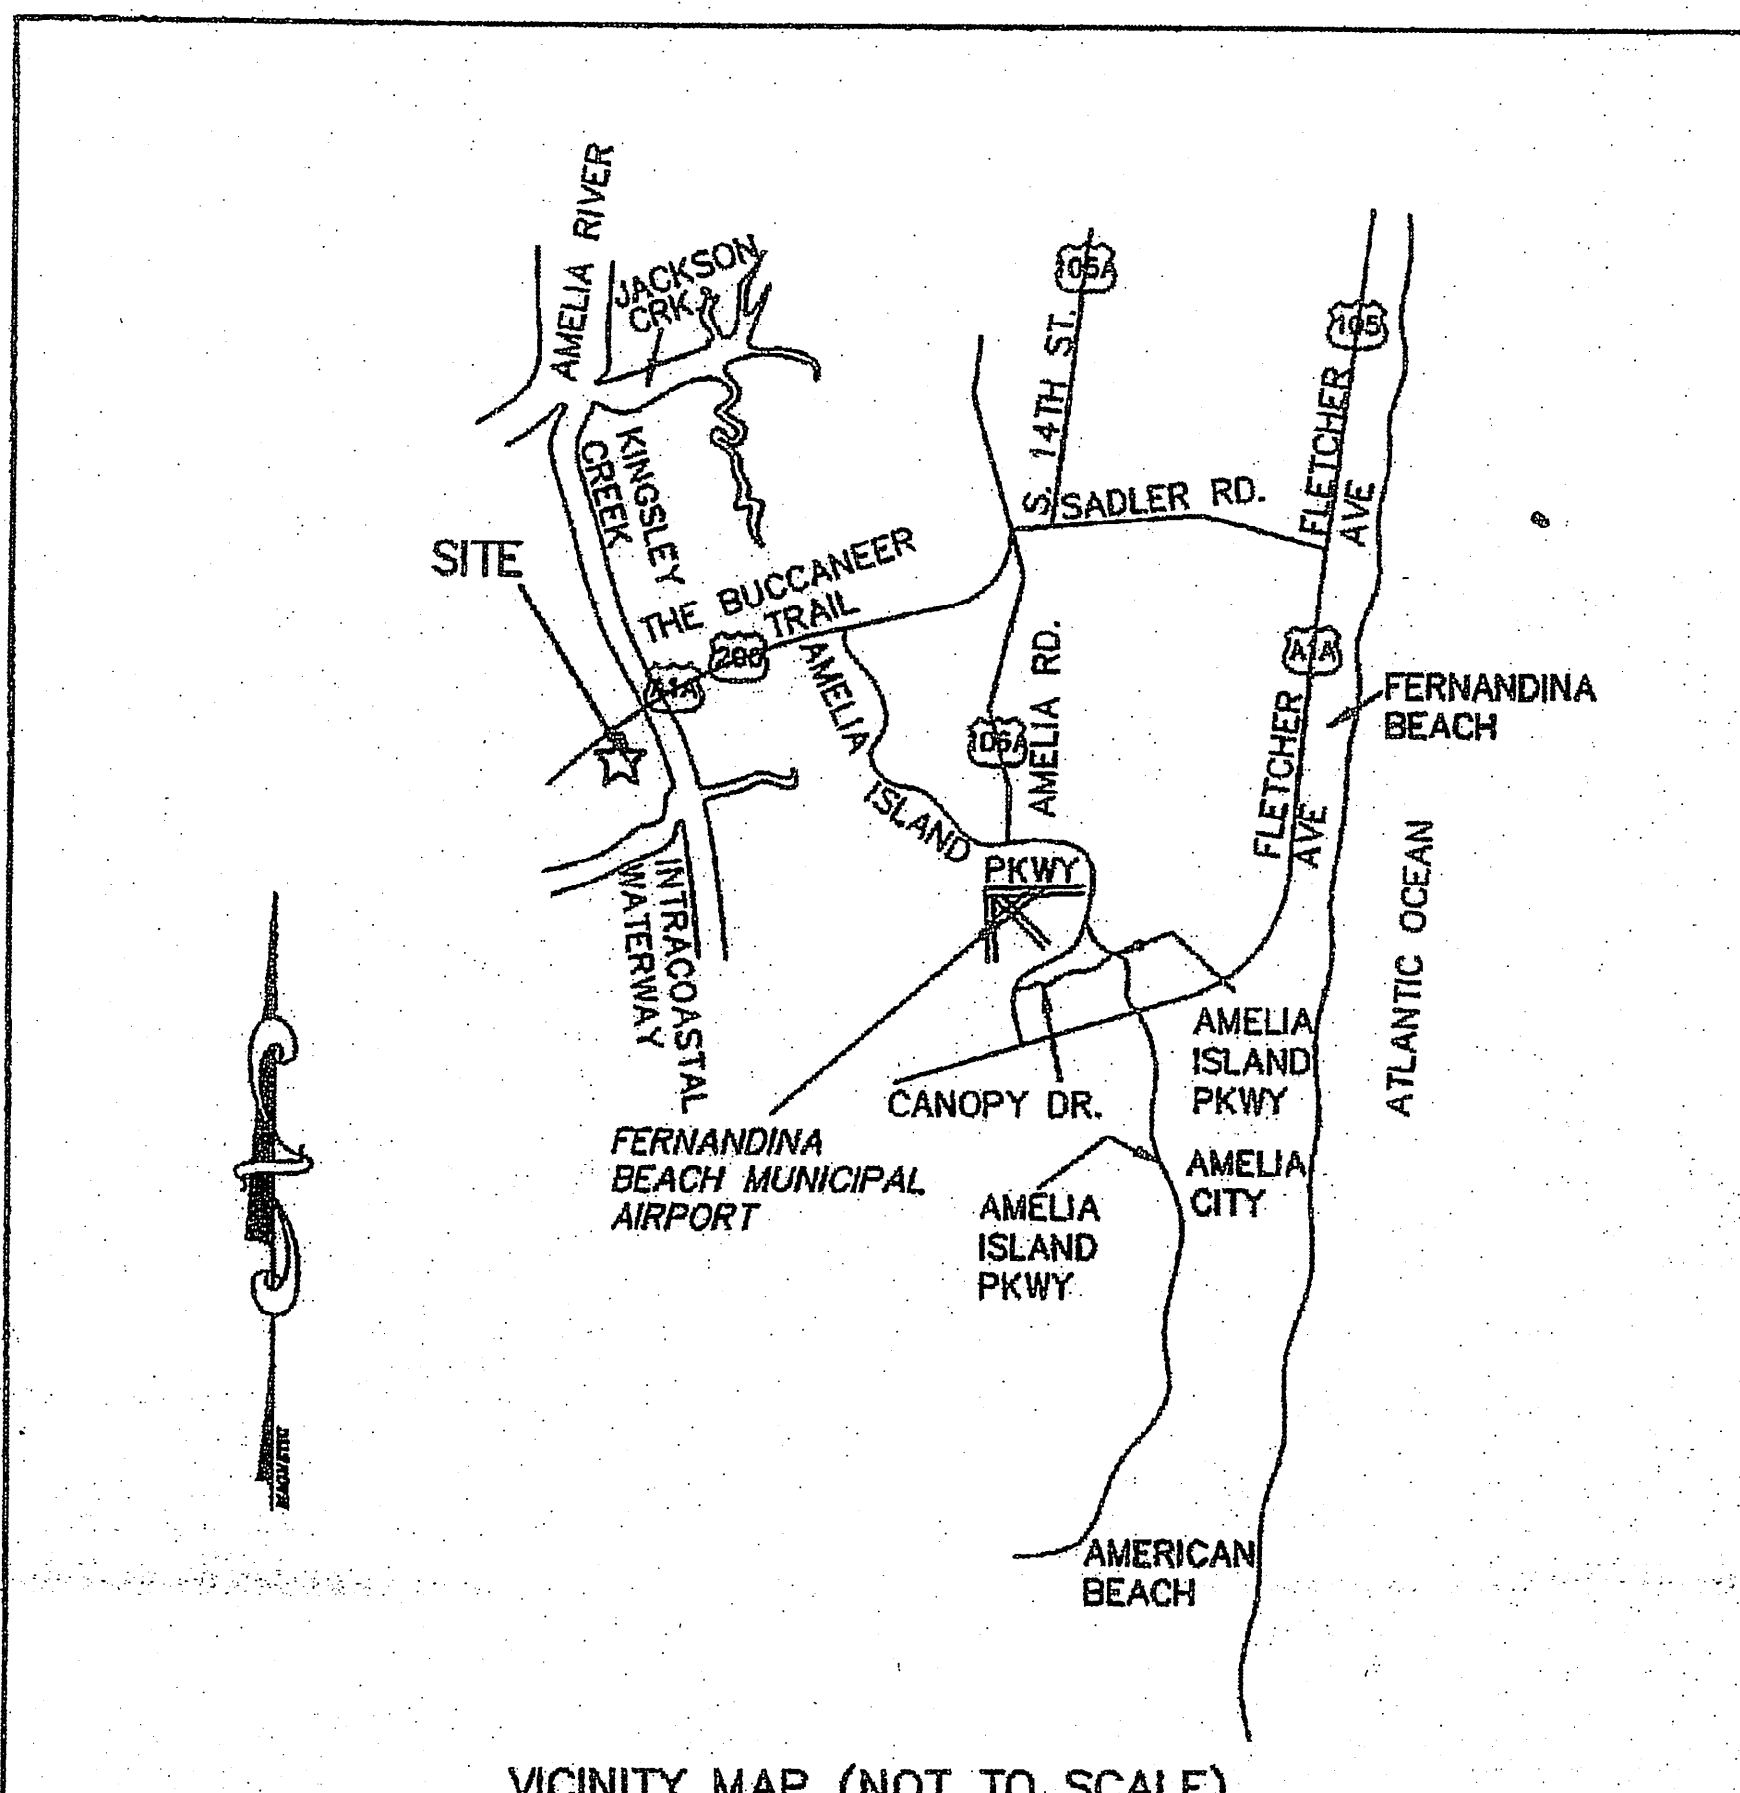 AMELIA RIVER
JACKSON
CRK.
105A
105
S. 14TH ST.
FLETCHER
AVE
KINGSLEY
CREEK
SADLER RD.
SITE
THE BUCCANEER
TRAIL
200
A1A
AMELIA
ISLAND
PKWY
AMELIA RD.
105A
A1A
FERNANDINA
BEACH
FLETCHER
AVE
ATLANTIC OCEAN
INTRACOASTAL
WATERWAY
AMELIA
ISLAND
PKWY
CANOPY DR.
FERNANDINA
BEACH MUNICIPAL
AIRPORT
AMELIA
CITY
AMELIA
ISLAND
PKWY
MAGNETIC
AMERICAN
BEACH
VICINITY MAP (NOT TO SCALE)